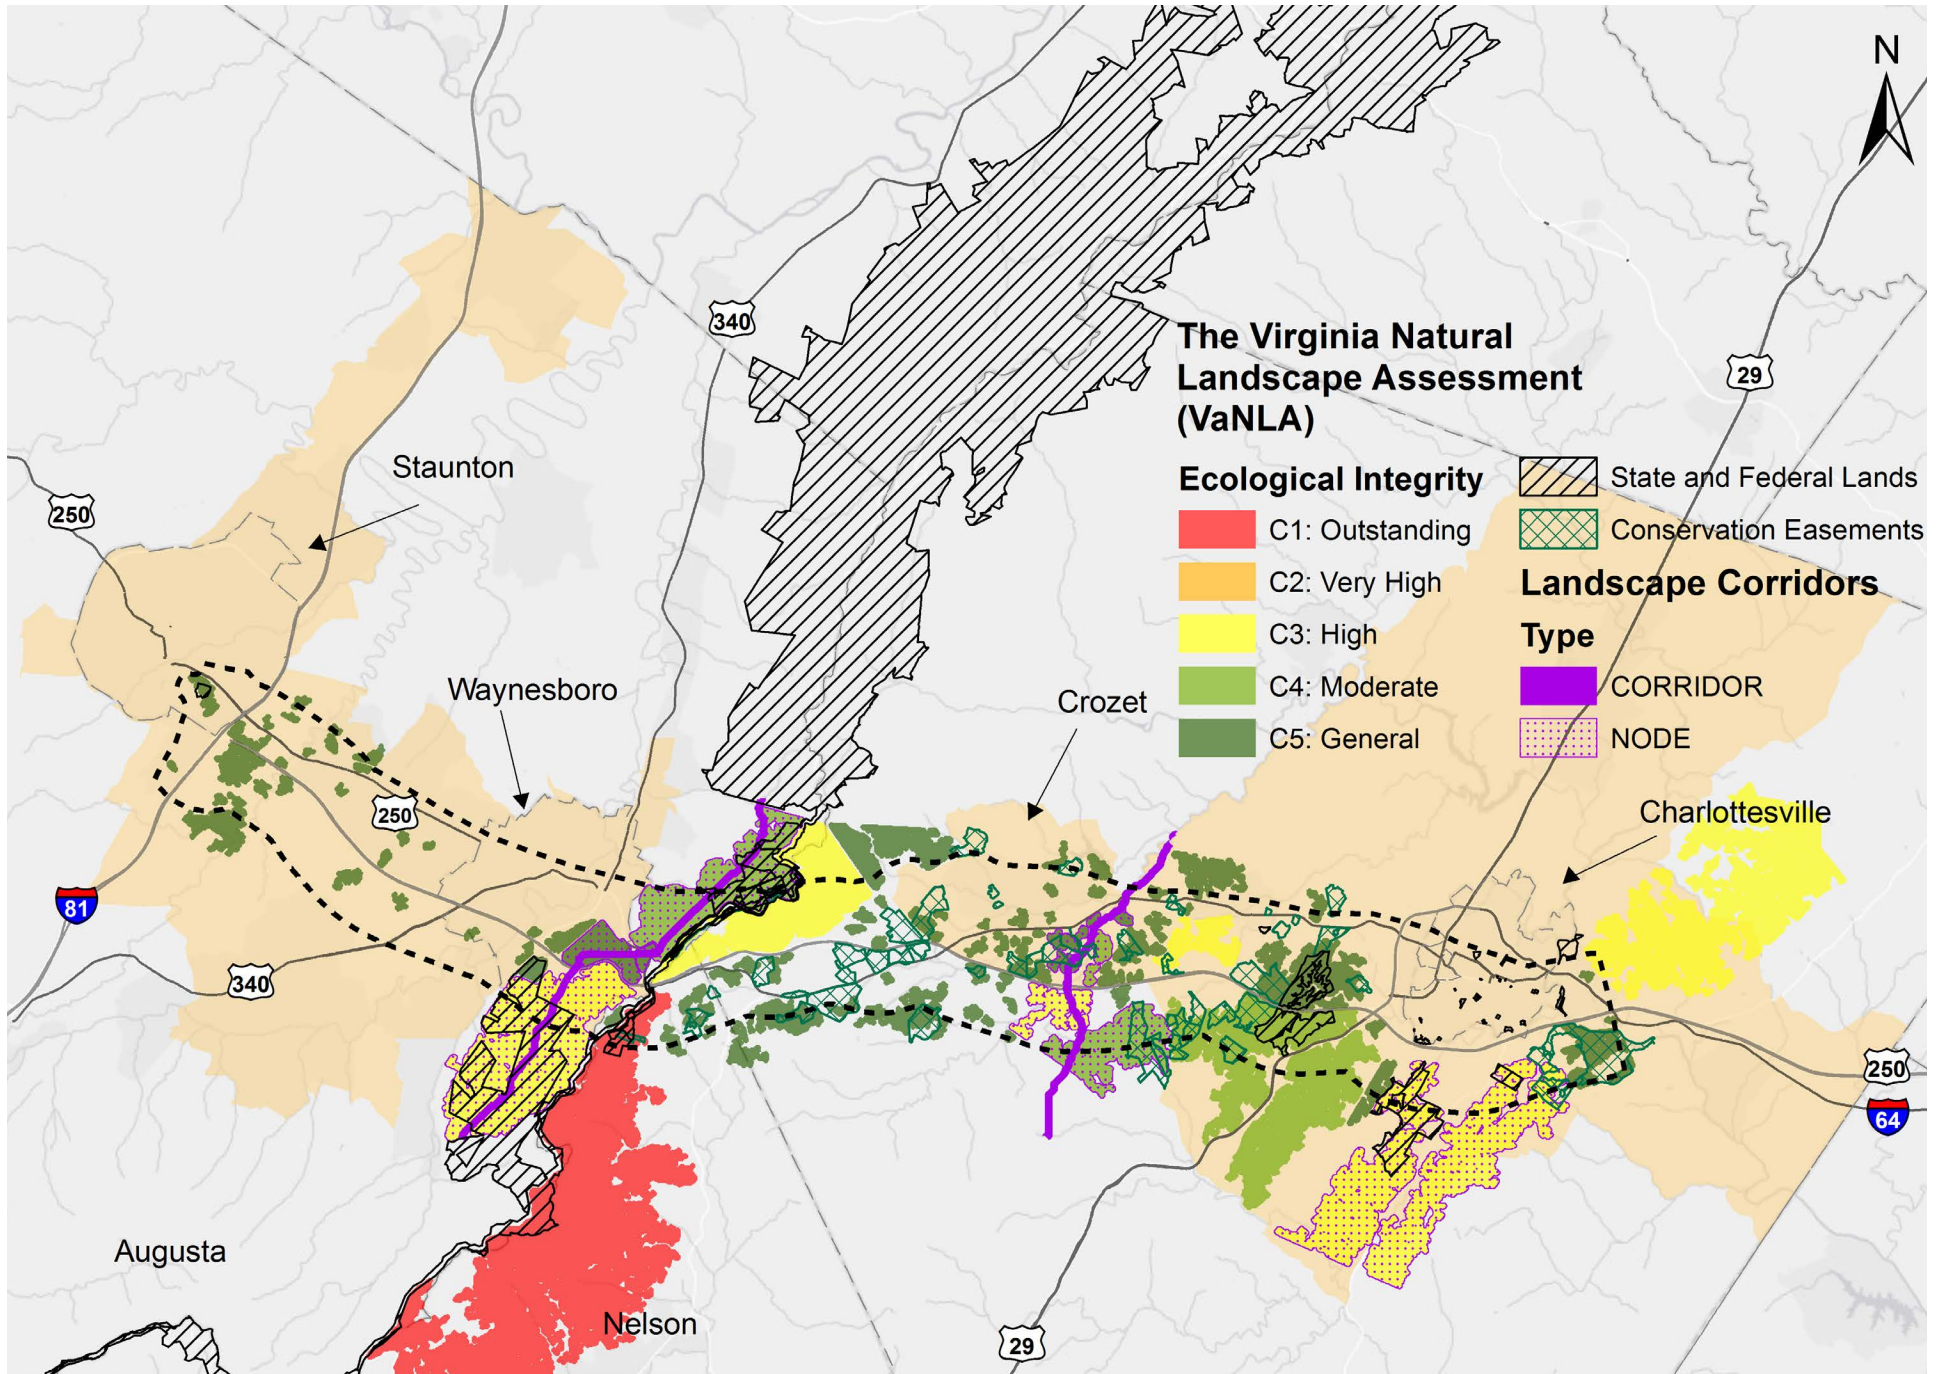 N
340
The Virginia Natural
Landscape Assessment
(VaNLA)
29
Staunton
250
Ecological Integrity
C1: Outstanding
C2: Very High
C3: High
C4: Moderate
C5: General
State and Federal Lands
Conservation Easements
Landscape Corridors
Type
CORRIDOR
NODE
Waynesboro
Crozet
Charlottesville
250
81
340
250
64
Augusta
Nelson
29